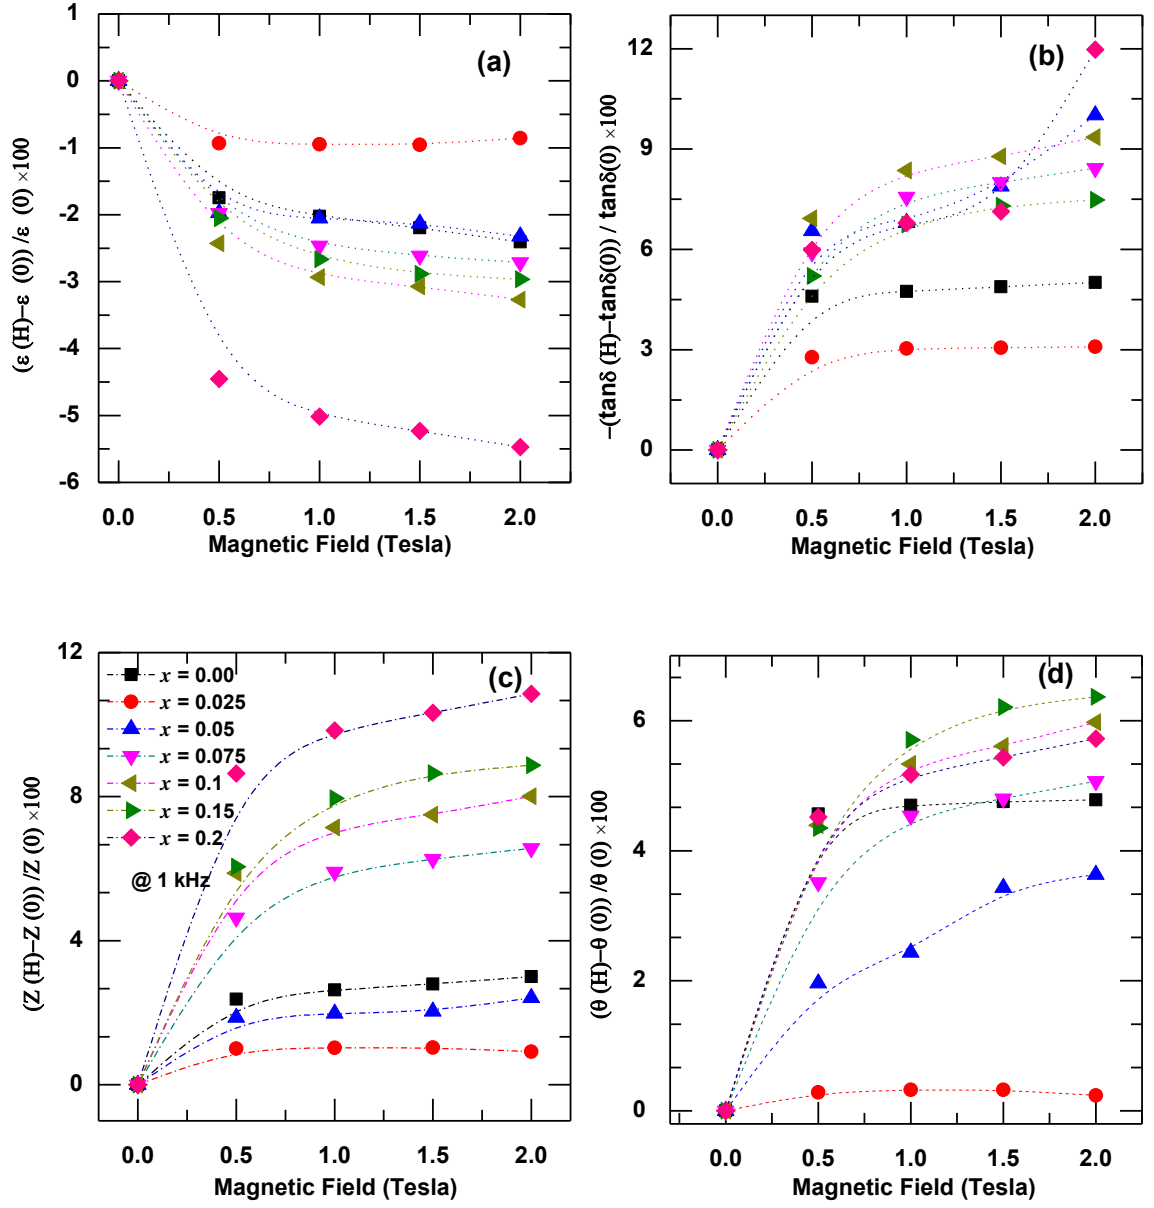 (a)
1
0
-1
-2
-3
-4
-5
-6
0.0 0.5 1.0 1.5 2.0
Magnetic Field (Tesla)
(ε (H)–ε (0)) /ε (0) ×100
(b)
12
9
6
3
0
0.0 0.5 1.0 1.5 2.0
Magnetic Field (Tesla)
–(tanδ (H)–tanδ(0)) / tanδ(0) ×100
(c)
12
8
4
0
x = 0.00
x = 0.025
x = 0.05
x = 0.075
x = 0.1
x = 0.15
x = 0.2
@ 1 kHz
0.0 0.5 1.0 1.5 2.0
Magnetic Field (Tesla)
(Z (H)–Z (0)) /Z (0) ×100
(d)
6
4
2
0
0.0 0.5 1.0 1.5 2.0
Magnetic Field (Tesla)
(θ (H)–θ (0)) /θ (0) ×100